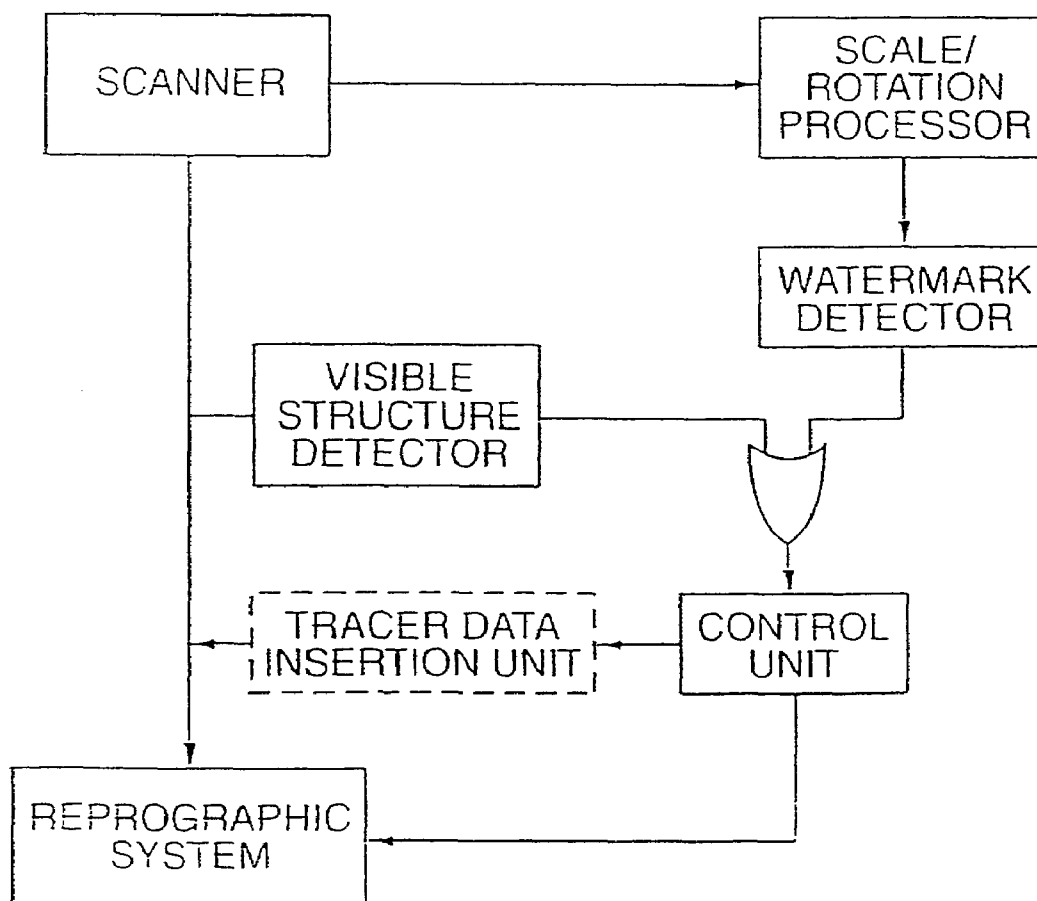 SCANNER
SCALE/
ROTATION
PROCESSOR
WATERMARK
DETECTOR
VISIBLE
STRUCTURE
DETECTOR
TRACER DATA
INSERTION UNIT
CONTROL
UNIT
REPROGRAPHIC
SYSTEM